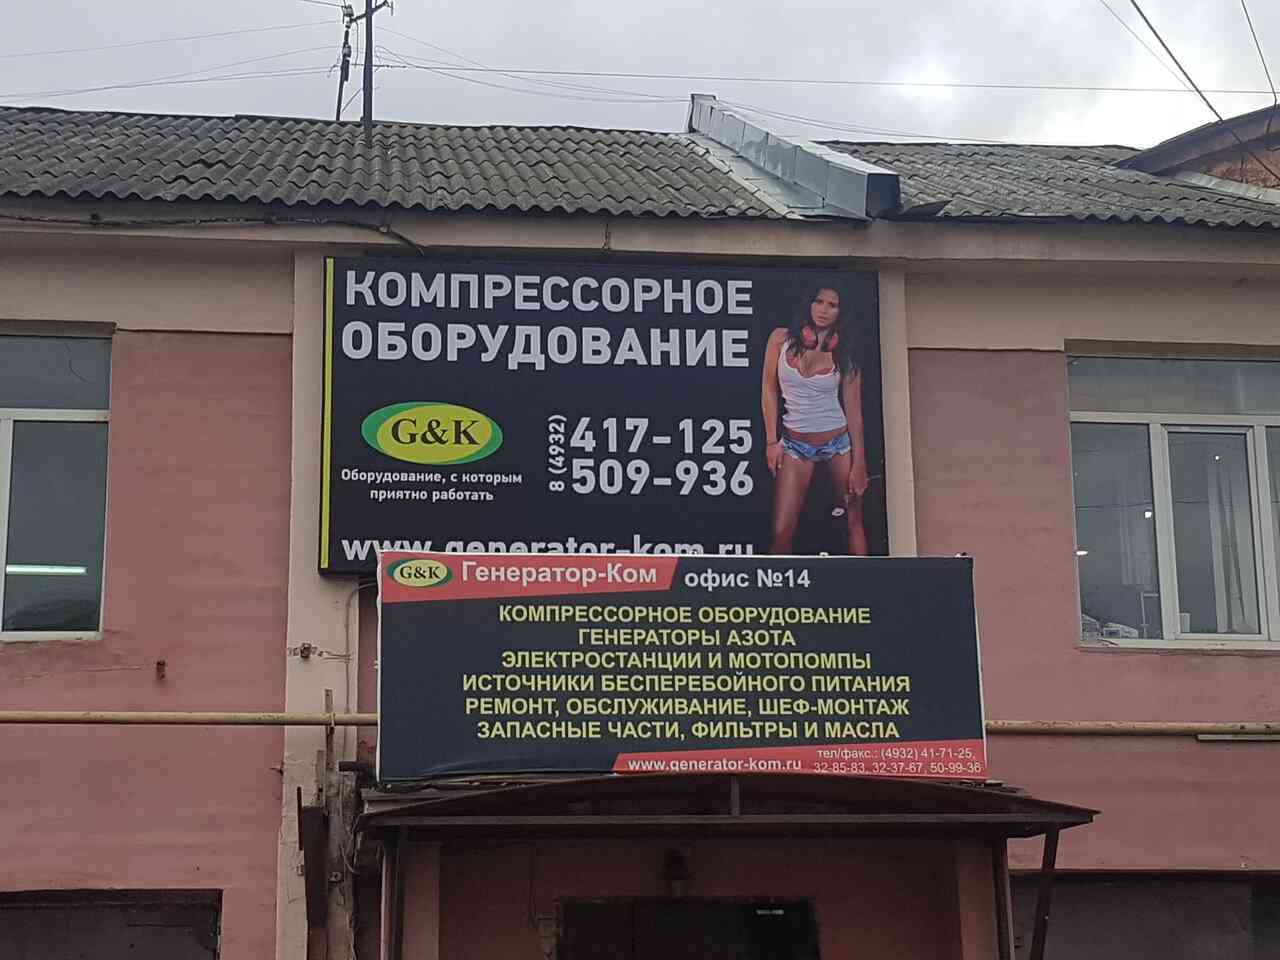 КОМПРЕССОРНОЕ
ОБОРУДОВАНИЕ
G&K
Оборудование, с которым
приятно работать
8 (4932)
417-125
509-936
www.generator-kom.ru
G&K Генератор-Ком офис №14
КОМПРЕССОРНОЕ ОБОРУДОВАНИЕ
ГЕНЕРАТОРЫ АЗОТА
ЭЛЕКТРОСТАНЦИИ И МОТОПОМПЫ
ИСТОЧНИКИ БЕСПЕРЕБОЙНОГО ПИТАНИЯ
РЕМОНТ, ОБСЛУЖИВАНИЕ, ШЕФ-МОНТАЖ
ЗАПАСНЫЕ ЧАСТИ, ФИЛЬТРЫ И МАСЛА
www.generator-kom.ru
тел/факс.: (4932) 41-71-25,
32-85-83, 32-37-67, 50-99-36